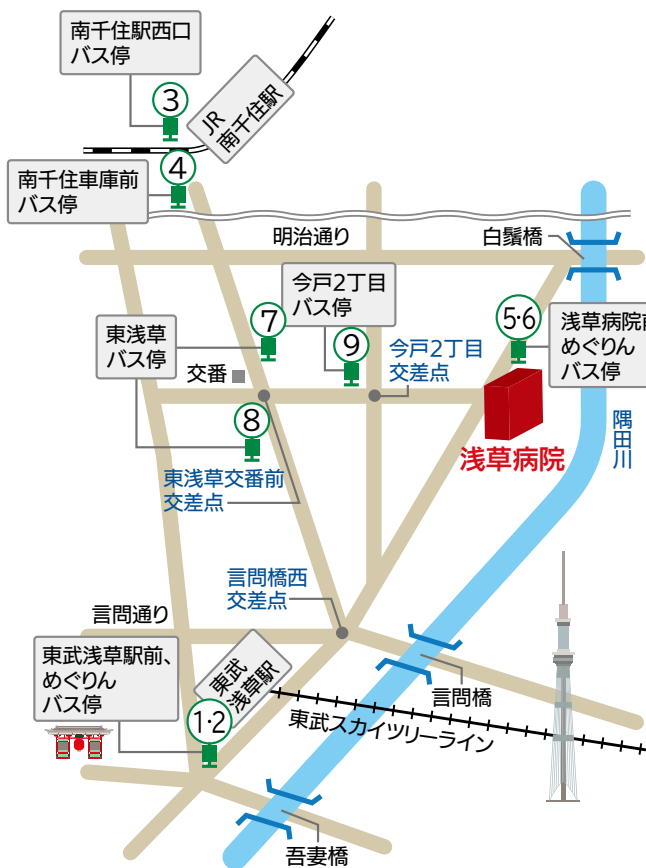 南千住駅西口
バス停
③
JR
南千住駅
④
南千住車庫前
バス停
明治通り
白鬚橋
今戸2丁目
バス停
⑦
⑨
5·6
浅草病院前
めぐりん
バス停
東浅草
バス停
交番
今戸2丁目
交差点
⑧
浅草病院
隅田川
東浅草交番前
交差点
言問橋西
交差点
言問通り
東武浅草駅前、
めぐりん
バス停
東武
浅草駅
1·2
言問橋
東武スカイツリーライン
吾妻橋